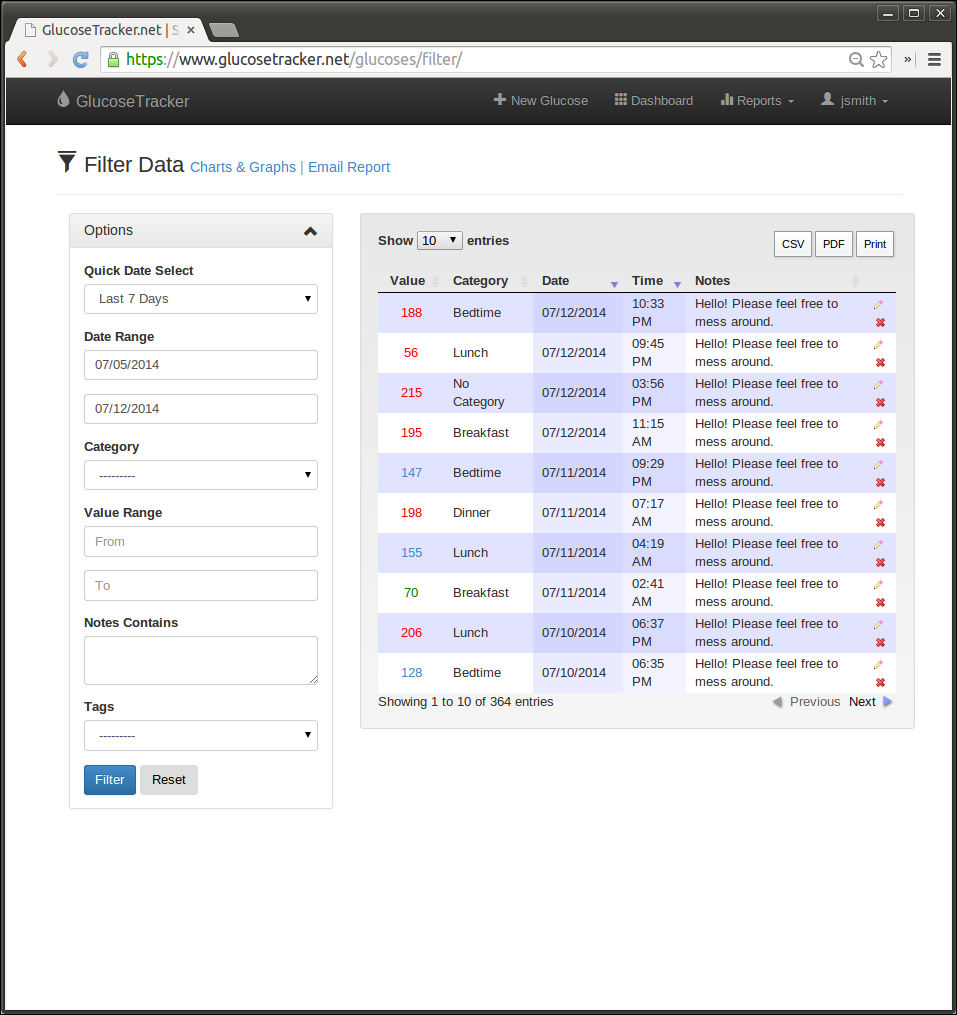 GlucoseTracker.net | S
https://www.glucosetracker.net/glucoses/filter/
»
GlucoseTracker
New Glucose
Dashboard
Reports
jsmith
Filter Data Charts & Graphs | Email Report
Options
Quick Date Select
Last 7 Days
Date Range
07/05/2014
07/12/2014
Category
---------
Value Range
From
To
Notes Contains
Tags
---------
Filter
Reset
Show 10 entries
CSV
PDF
Print
Value Category Date Time Notes
188 Bedtime 07/12/2014 10:33 PM Hello! Please feel free to
mess around.
56 Lunch 07/12/2014 09:45 PM Hello! Please feel free to
mess around.
215 No Category 07/12/2014 03:56 PM Hello! Please feel free to
mess around.
195 Breakfast 07/12/2014 11:15 AM Hello! Please feel free to
mess around.
147 Bedtime 07/11/2014 09:29 PM Hello! Please feel free to
mess around.
198 Dinner 07/11/2014 07:17 AM Hello! Please feel free to
mess around.
155 Lunch 07/11/2014 04:19 AM Hello! Please feel free to
mess around.
70 Breakfast 07/11/2014 02:41 AM Hello! Please feel free to
mess around.
206 Lunch 07/10/2014 06:37 PM Hello! Please feel free to
mess around.
128 Bedtime 07/10/2014 06:35 PM Hello! Please feel free to
mess around.
Showing 1 to 10 of 364 entries
Previous Next